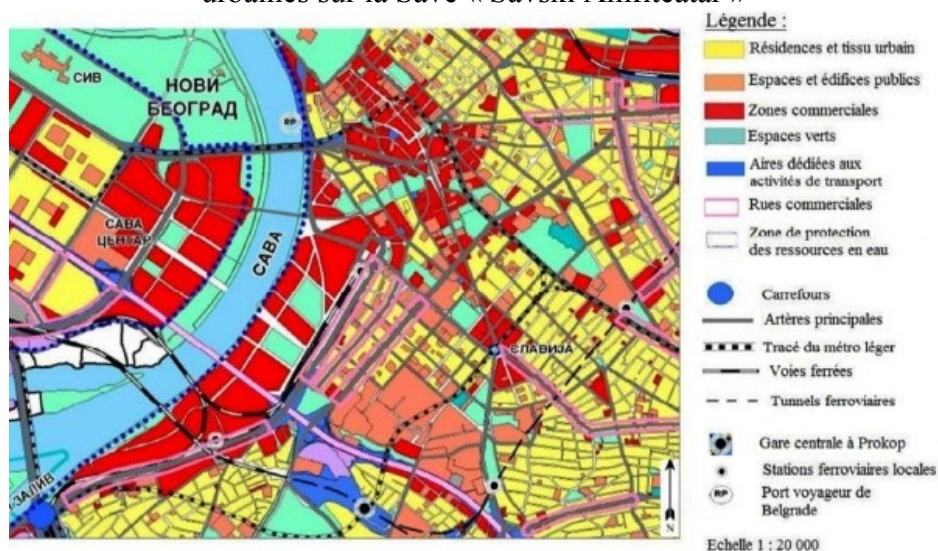 urbaines sur la Save « Savski Amfiteatar »
Légende :
Résidences et tissu urbain
Espaces et édifices publics
Zones commerciales
Espaces verts
Aires dédiées aux
activités de transport
Rues commerciales
Zone de protection
des ressources en eau
Carrefours
Artères principales
Tracé du métro léger
Voies ferrées
Tunnels ferroviaires
Gare centrale à Prokop
Stations ferroviaires locales
RP Port voyageur de
Belgrade
Echelle 1 : 20 000
СИВ
НОВИ
БЕОГРАД
RP
САВА
ЦЕНТАР
САВА
СЛАВИЈА
ЗАЛИВ
N